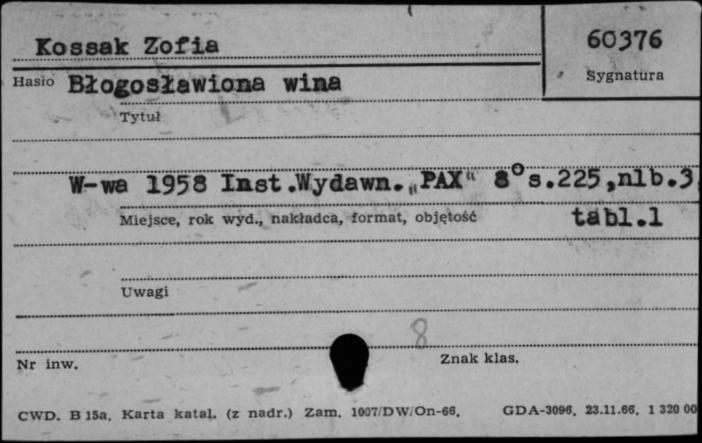 Kossak Zofia
60376
Hasło Błogosławiona wina
Sygnatura
Tytuł
W-wa 1958 Inst.Wydawn. „PAX“ 8° s.225,nlb.3,
Miejsce, rok wyd., nakładca, format, objętość
tabl.1
Uwagi
8
Nr inw.
Znak klas.
CWD. B 15a. Karta katal. (z nadr.) Zam. 1007/DW/On-66. GDA-3096. 23.11.66. 1 320 00